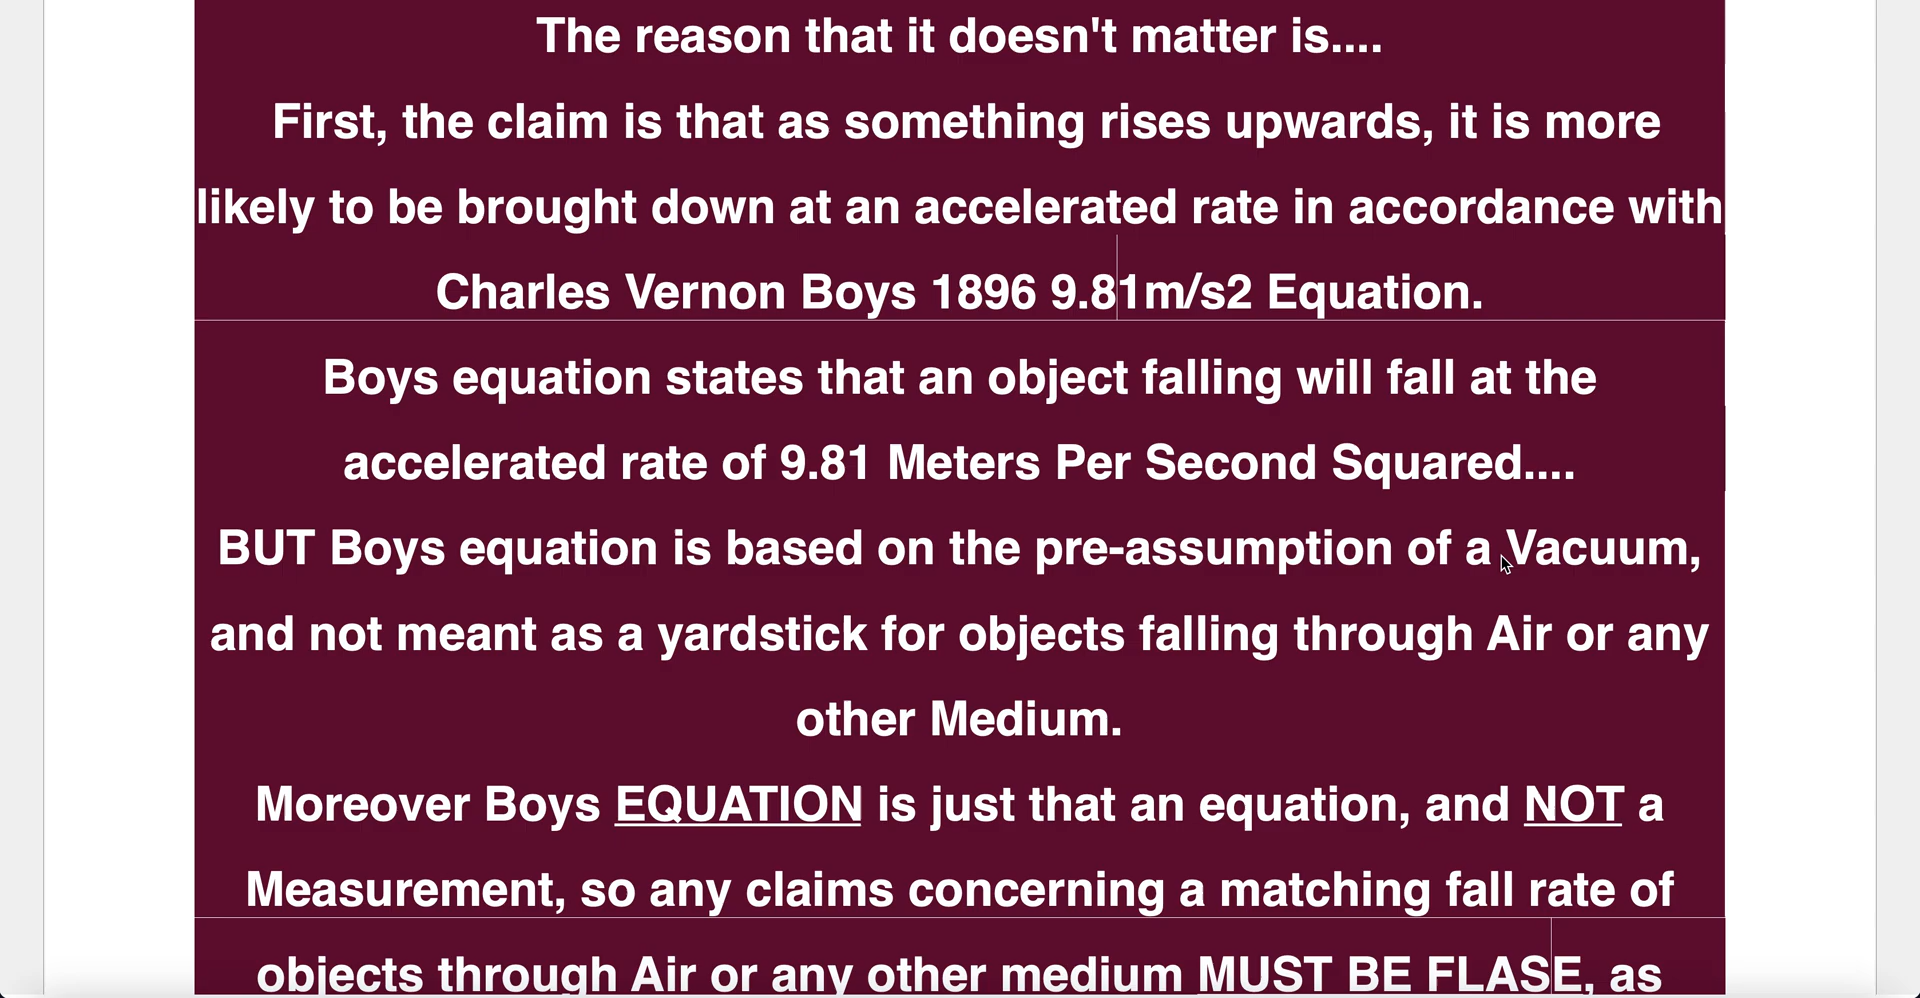 The reason that it doesn't matter is....
First, the claim is that as something rises upwards, it is more
likely to be brought down at an accelerated rate in accordance with
Charles Vernon Boys 1896 9.81m/s2 Equation.
Boys equation states that an object falling will fall at the
accelerated rate of 9.81 Meters Per Second Squared....
BUT Boys equation is based on the pre-assumption of a Vacuum,
and not meant as a yardstick for objects falling through Air or any
other Medium.
Moreover Boys EQUATION is just that an equation, and NOT a
Measurement, so any claims concerning a matching fall rate of
objects through Air or any other medium MUST BE FLASE, as